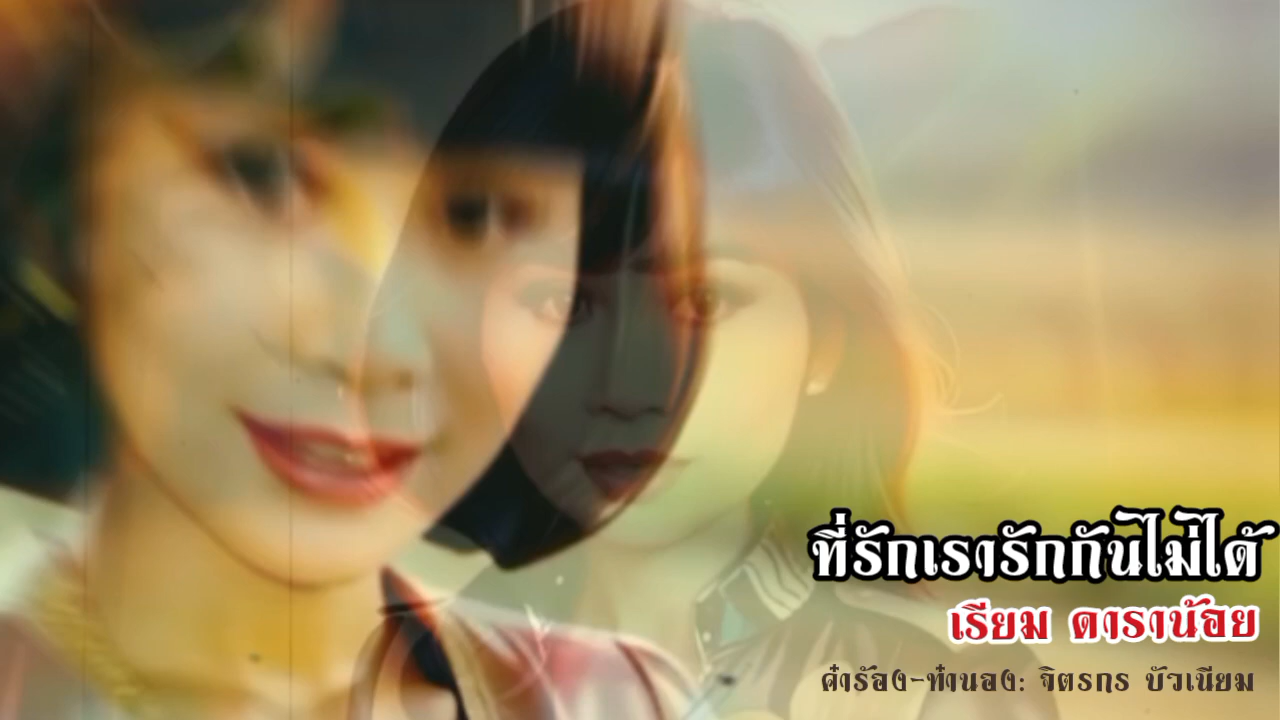 ที่รักเรารักกันไม่ได้
เรียม ดาราน้อย
คำร้อง-ทำนอง: จิตรกร บัวเนียม